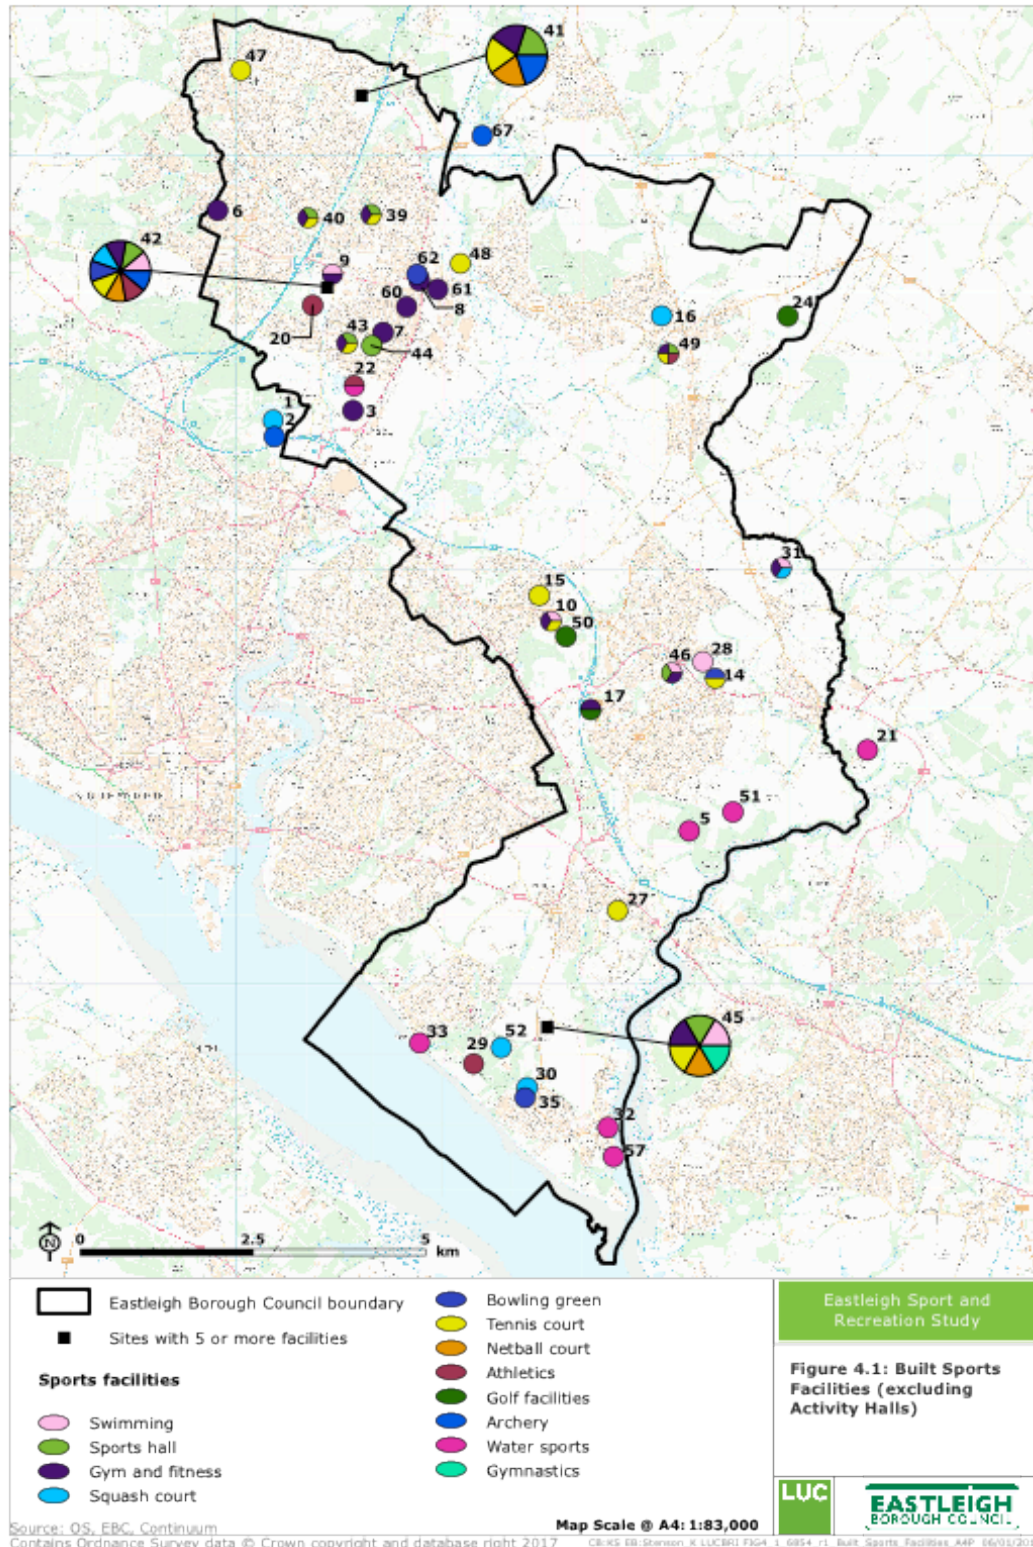 47
41
67
6
40
39
42
9
62
48
60
61
8
20
7
43
44
16
24
49
22
3
1
2
31
15
10
50
28
46
14
17
21
51
5
27
45
33
52
29
30
35
32
57
N
0 2.5 5 km
Eastleigh Borough Council boundary
Sites with 5 or more facilities
Sports facilities
Swimming
Sports hall
Gym and fitness
Squash court
Bowling green
Tennis court
Netball court
Athletics
Golf facilities
Archery
Water sports
Gymnastics
Eastleigh Sport and
Recreation Study
Figure 4.1: Built Sports
Facilities (excluding
Activity Halls)
LUC
EASTLEIGH
BOROUGH COUNCIL
Map Scale @ A4: 1:83,000
Source: OS, EBC, Continuum
Contains Ordnance Survey data © Crown copyright and database right 2017